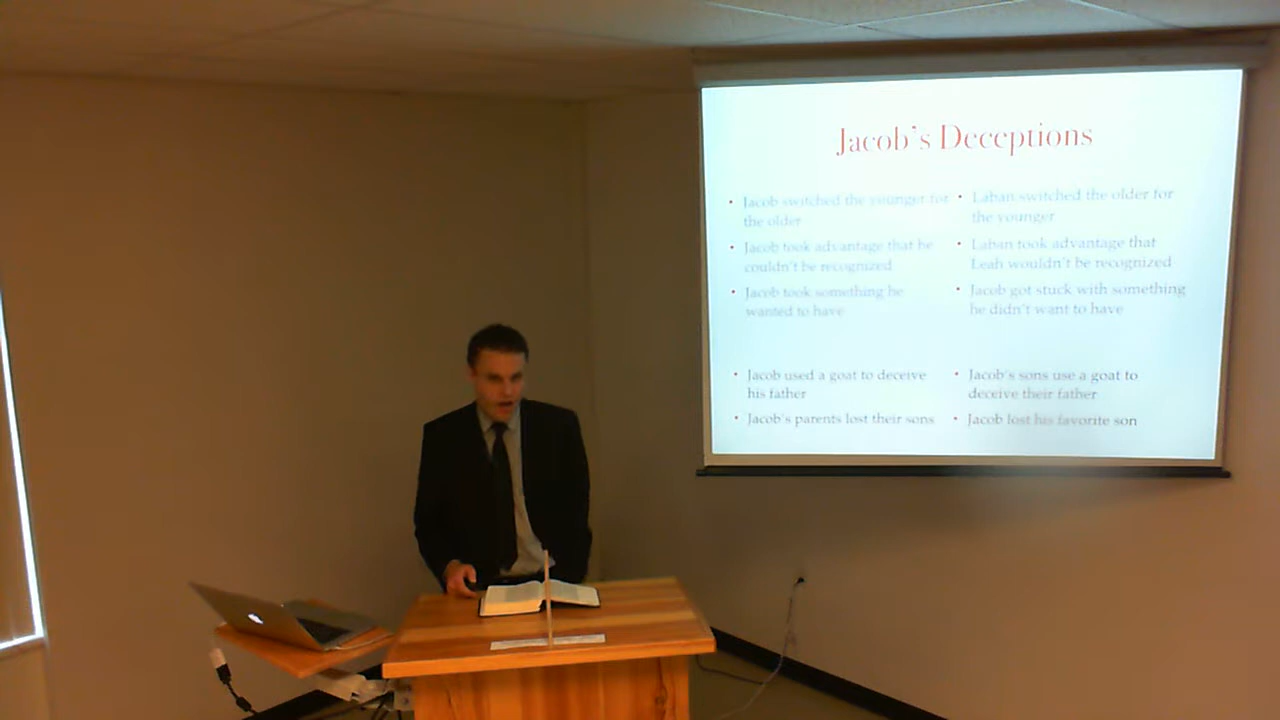 Jacob's Deceptions
• Jacob switched the younger for
the older
• Jacob took advantage that he
couldn't be recognized
• Jacob took something he
wanted to have
• Jacob used a goat to deceive
his father
• Jacob's parents lost their sons
• Laban switched the older for
the younger
• Laban took advantage that
Leah wouldn't be recognized
• Jacob got stuck with something
he didn't want to have
• Jacob's sons use a goat to
deceive their father
• Jacob lost his favorite son